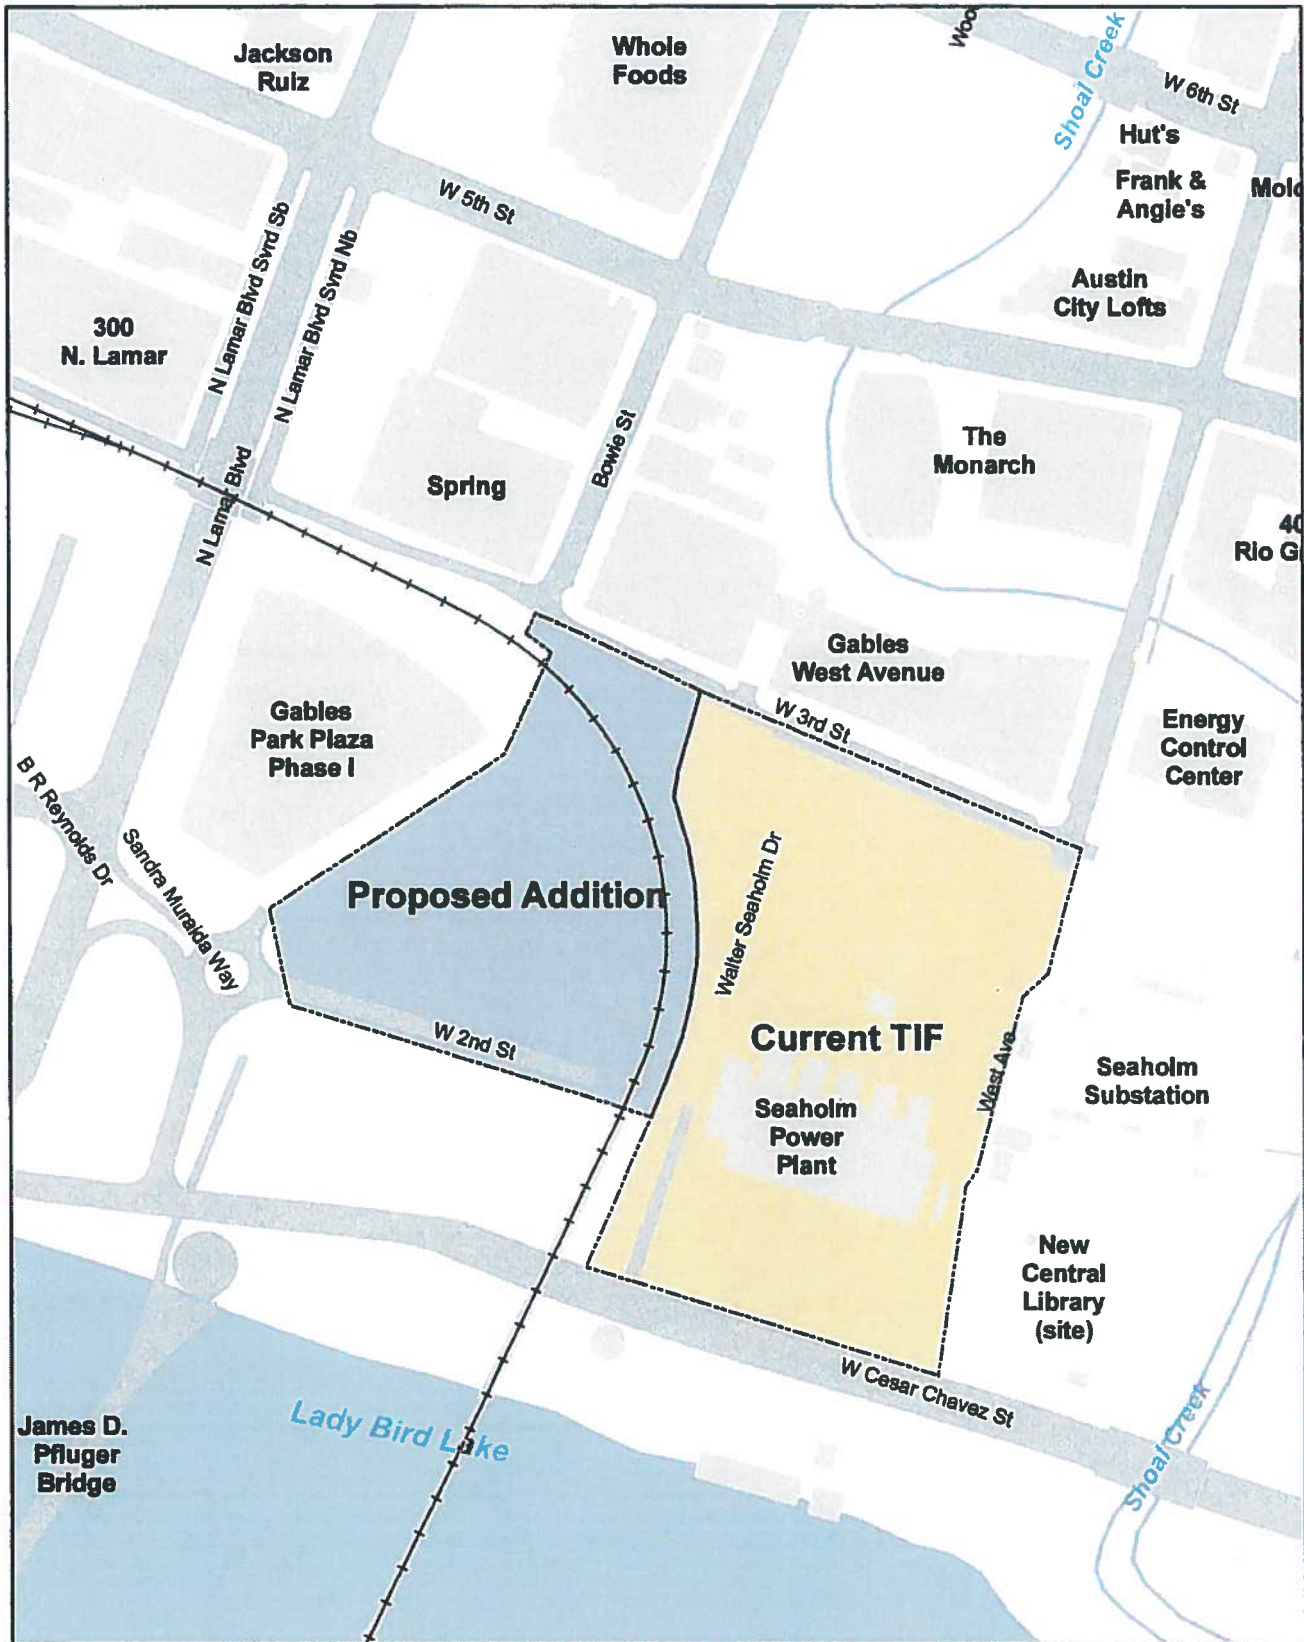 Jackson
Ruiz
Whole
Foods
Woo
Shoal Creek
W 6th St
Hut's
Frank &
Angie's
W 5th St
N Lamar Blvd Svrd Sb
N Lamar Blvd Svrd Nb
Austin
City Lofts
300
N. Lamar
The
Monarch
Bowie St
Spring
N Lamar Blvd
40
Rio G
Gables
West Avenue
W 3rd St
Gables
Park Plaza
Phase I
Energy
Control
Center
B R Reynolds Dr
Sandra Muraida Way
Proposed Addition
Walter Seaholm Dr
W 2nd St
Current TIF
West Ave
Seaholm
Substation
Seaholm
Power
Plant
New
Central
Library
(site)
W Cesar Chavez St
Lady Bird Lake
James D.
Pfluger
Bridge
Shoal Creek